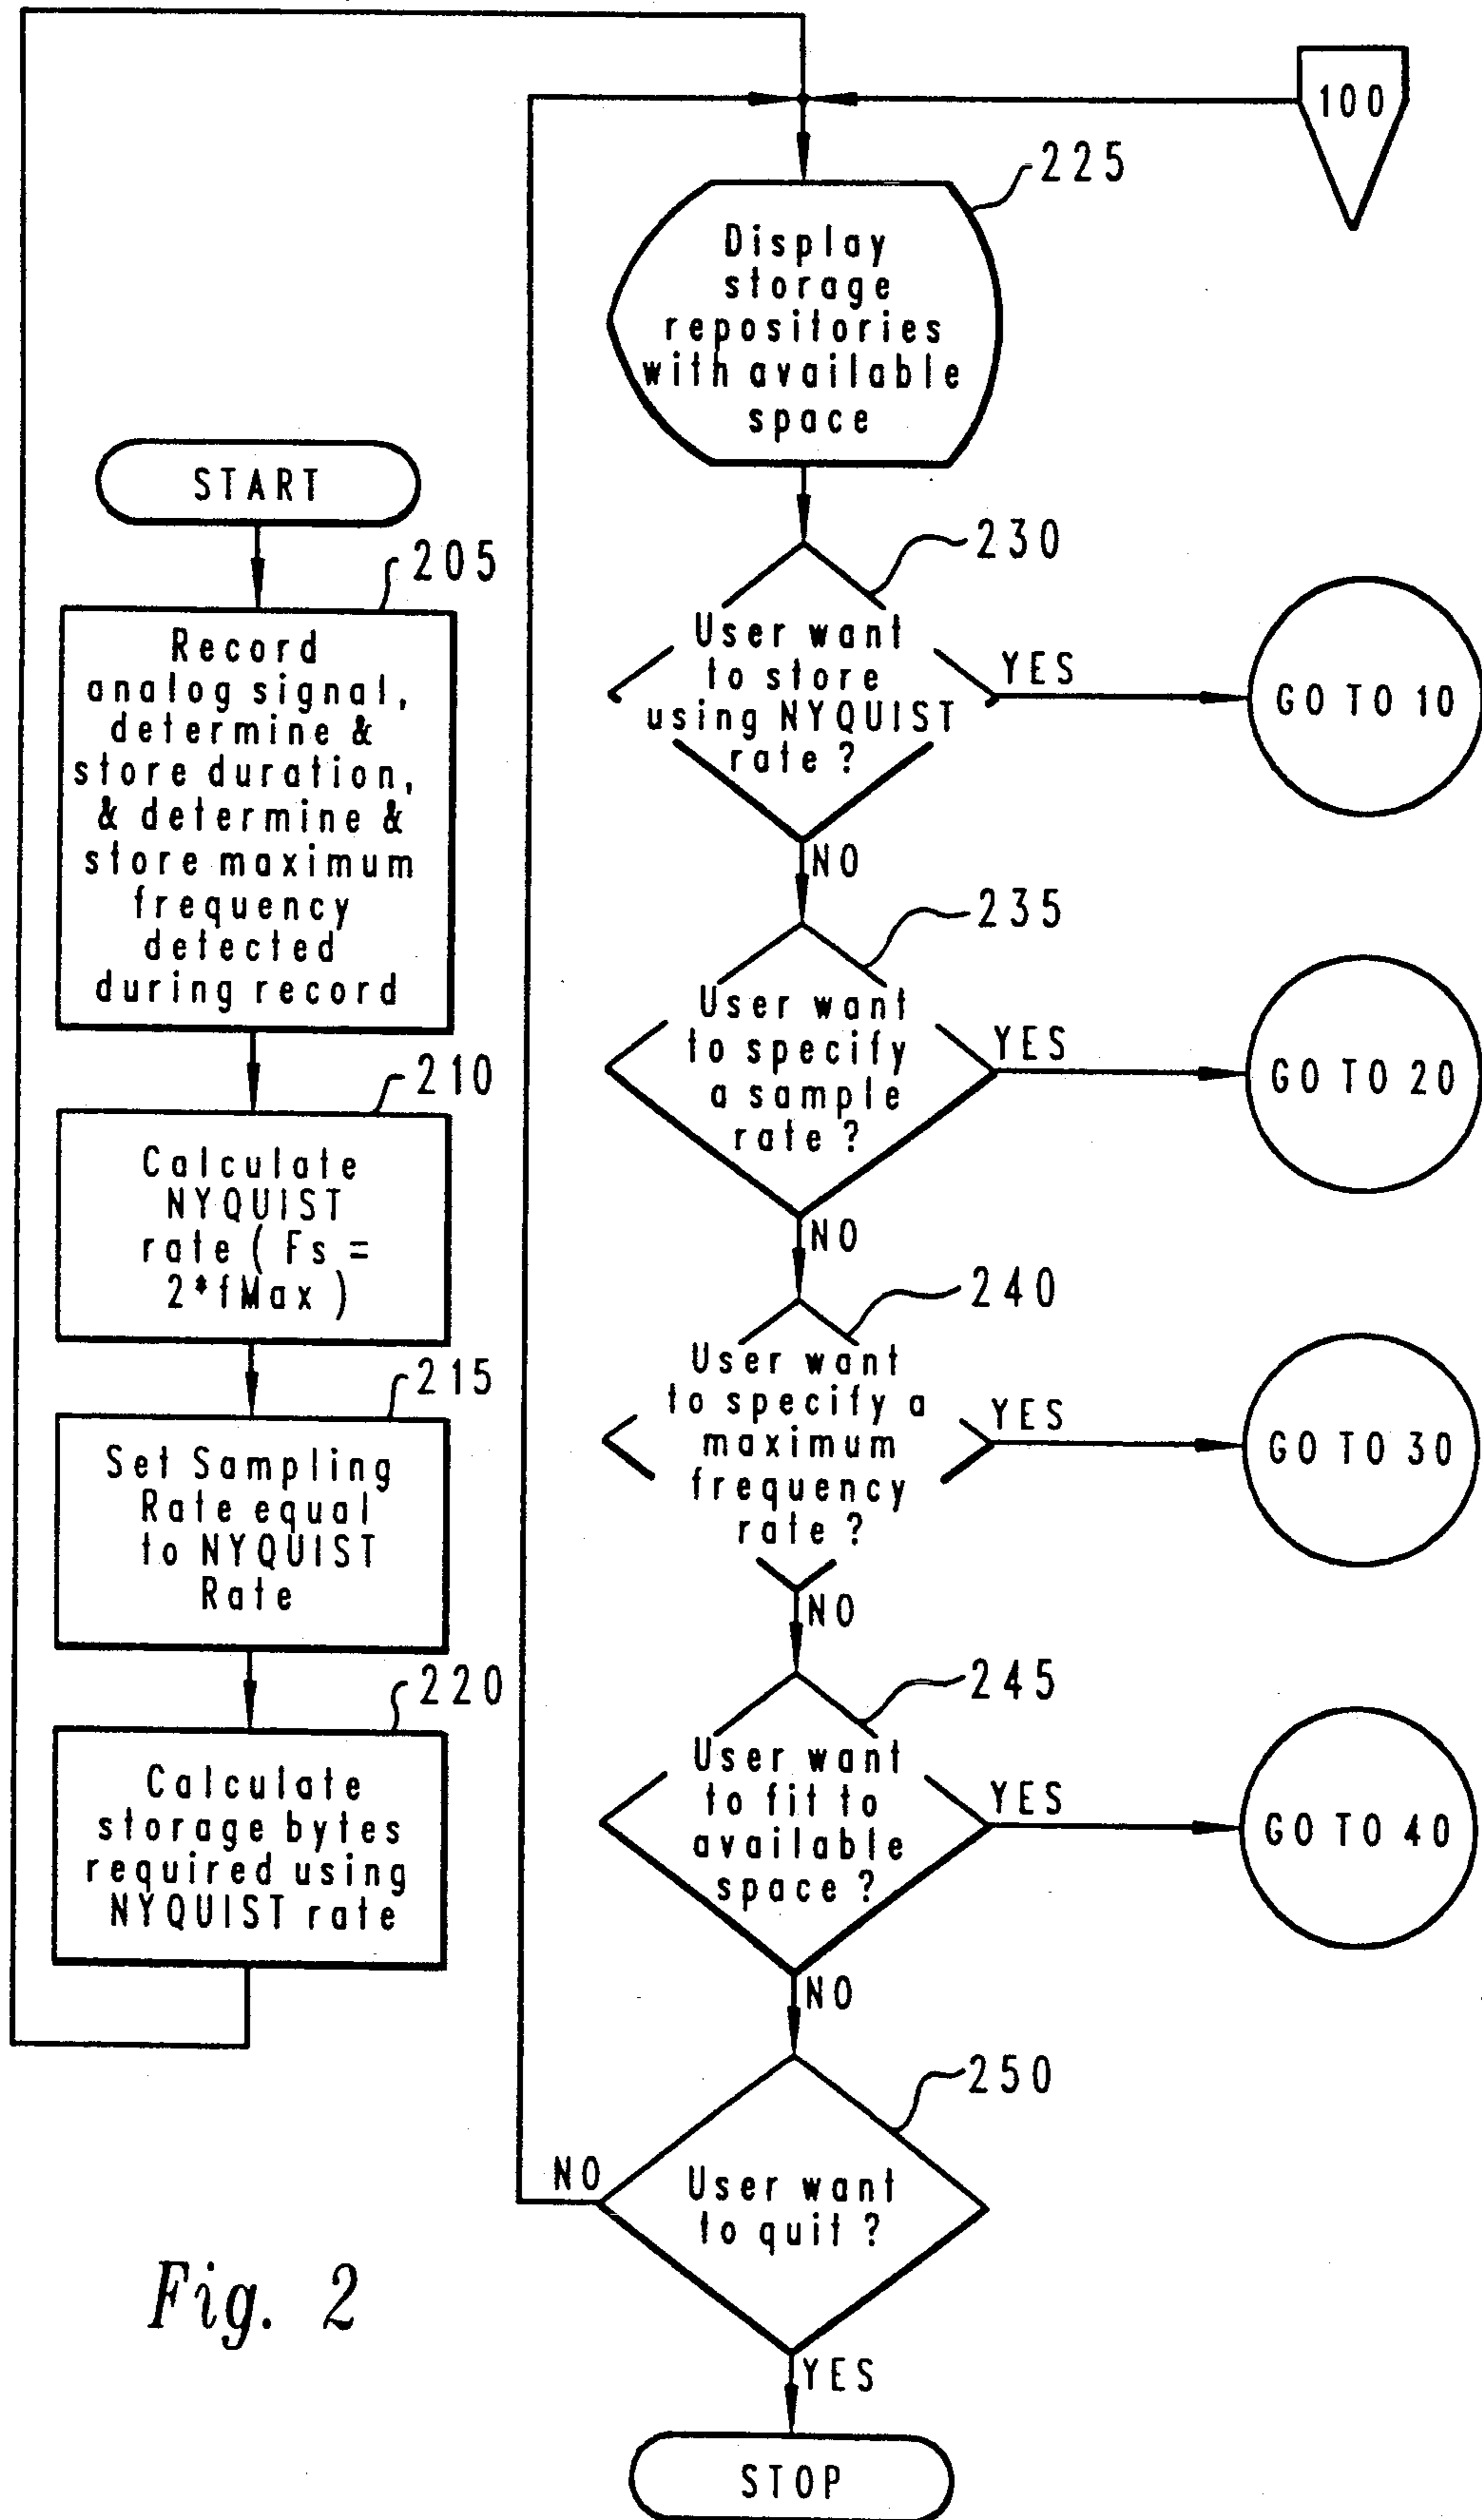 START
205
Record
analog signal,
determine &
store duration,
& determine &
store maximum
frequency
detected
during record
210
Calculate
NYQUIST
rate ( Fs =
2*fMax )
215
Set Sampling
Rate equal
to NYQUIST
Rate
220
Calculate
storage bytes
required using
NYQUIST rate
100
225
Display
storage
repositories
with available
space
230
User want
to store
using NYQUIST
rate ?
YES
GO TO 10
NO
235
User want
to specify
a sample
rate ?
YES
GO TO 20
NO
240
User want
to specify a
maximum
frequency
rate ?
YES
GO TO 30
NO
245
User want
to fit to
available
space ?
YES
GO TO 40
NO
250
User want
to quit ?
NO
YES
STOP
Fig. 2